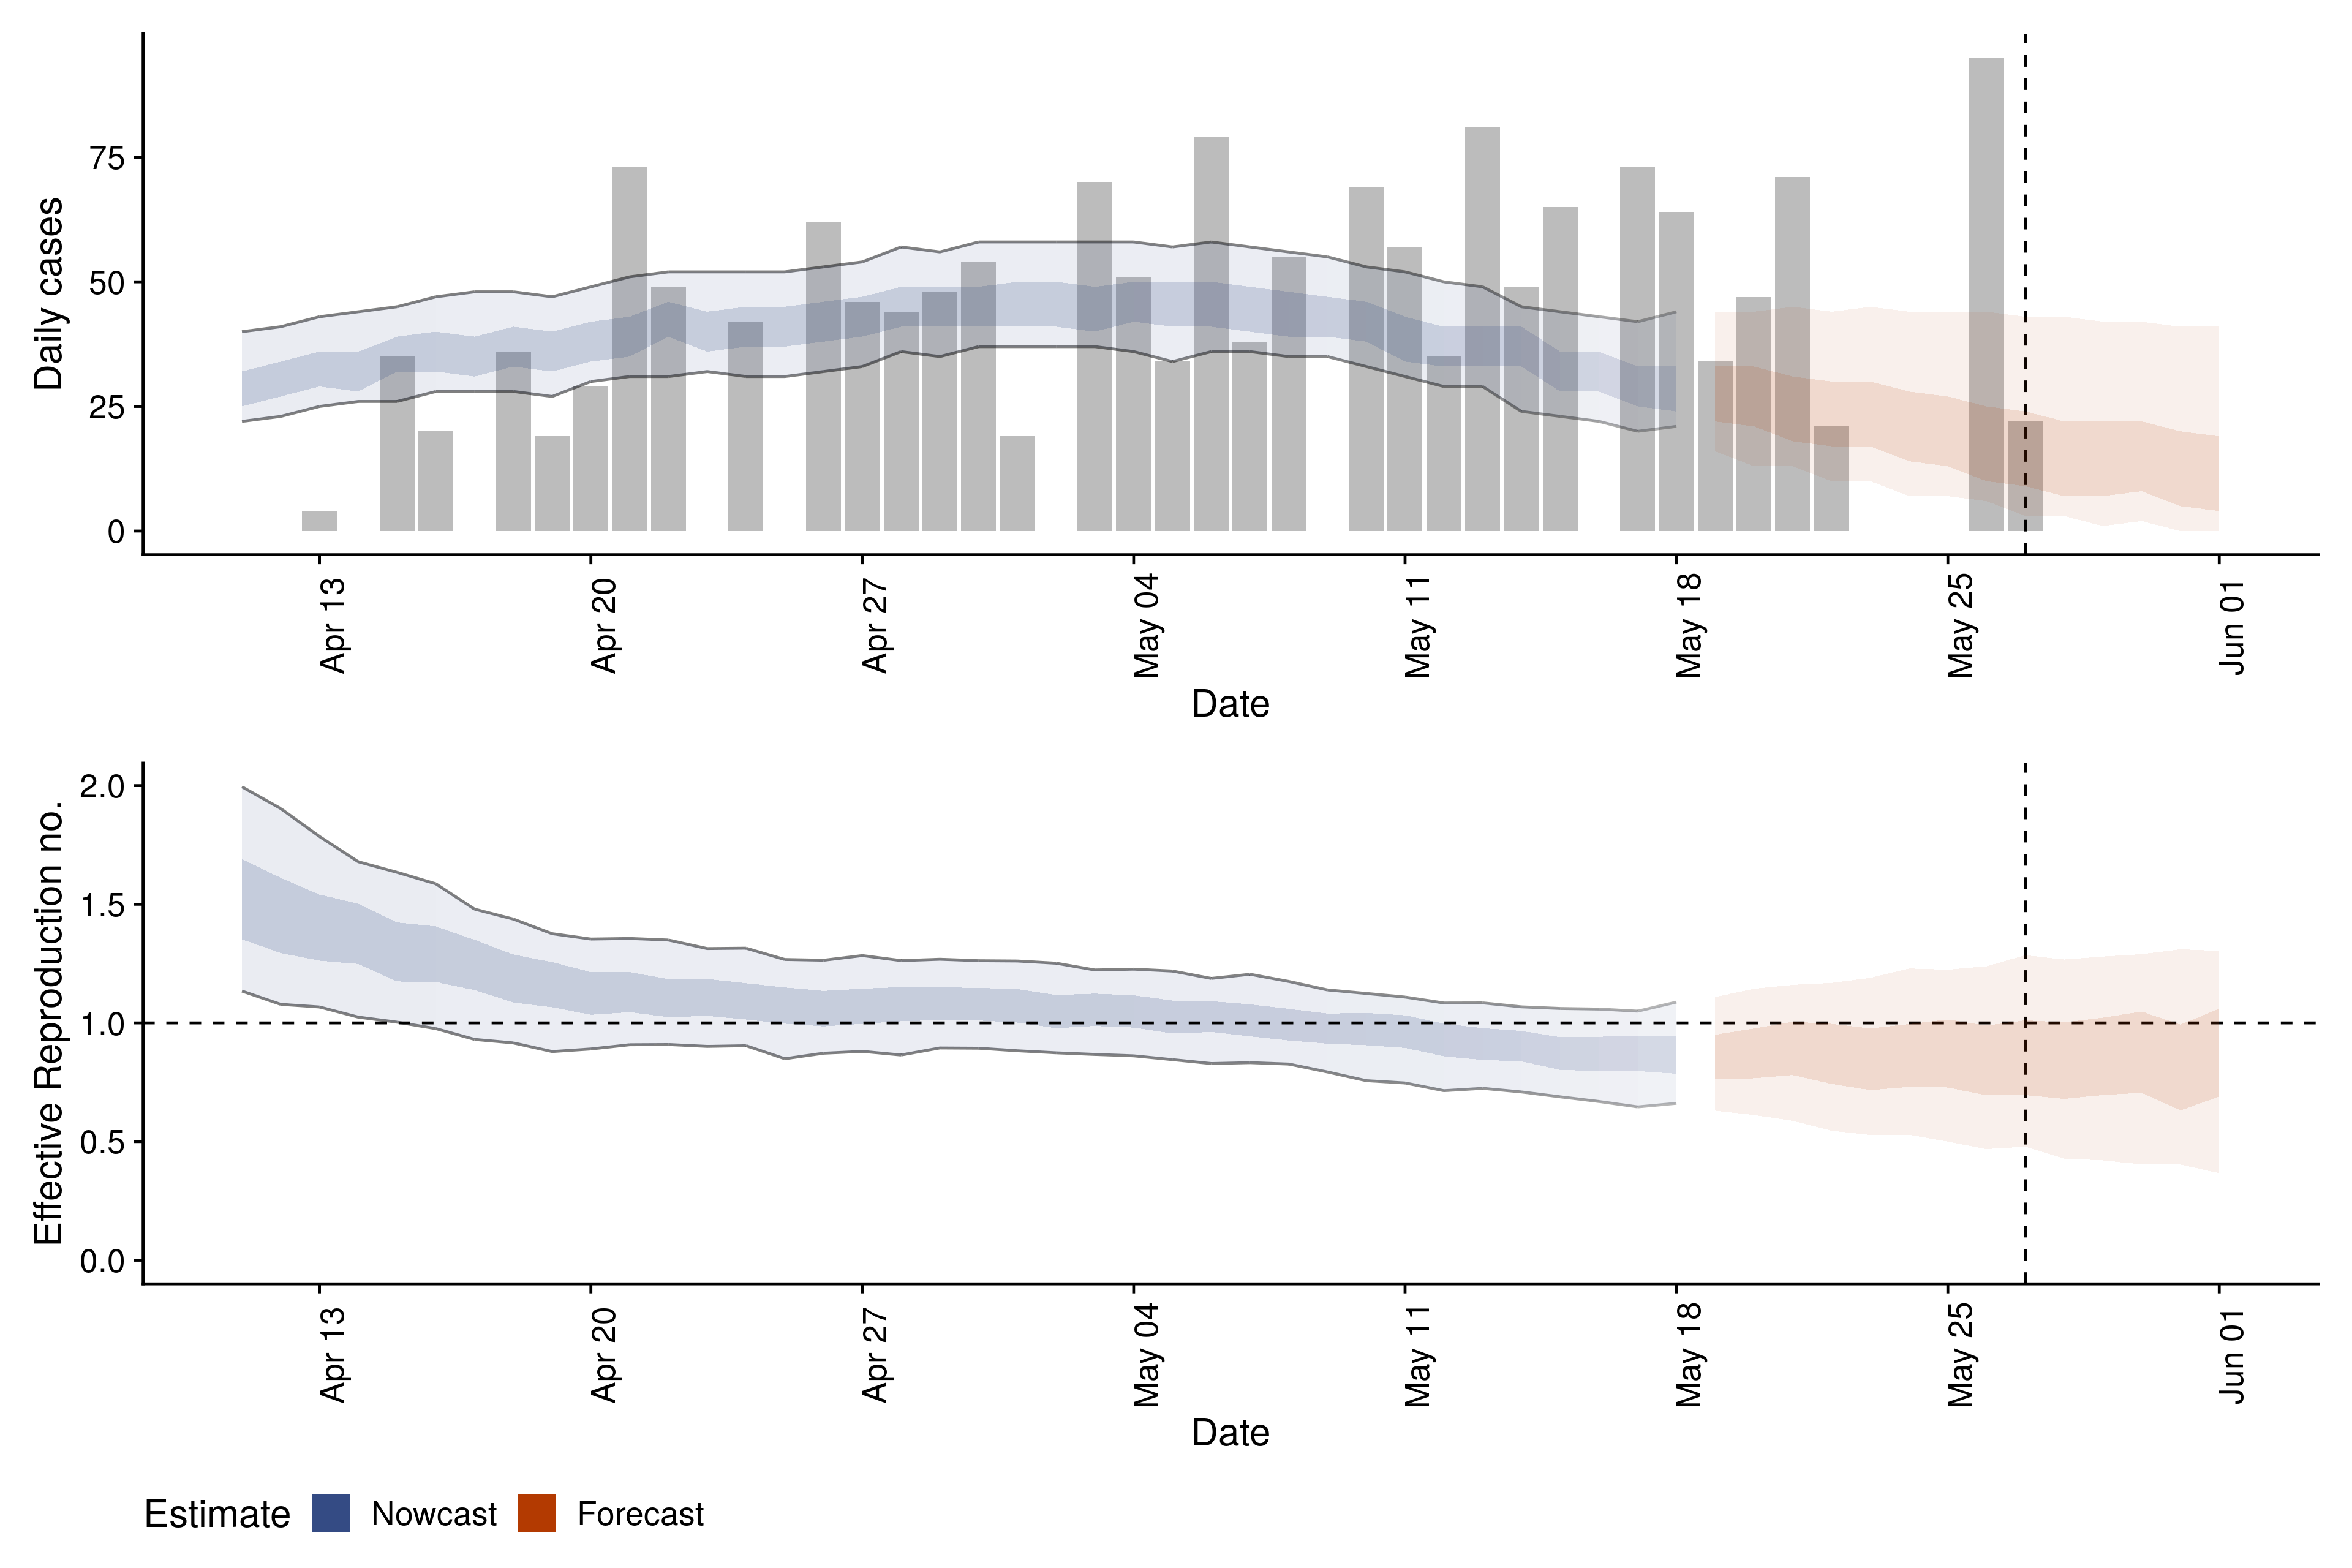 Daily cases
75
50
25
0
Apr 13
Apr 20
Apr 27
May 04
May 11
May 18
May 25
Jun 01
Date
Effective Reproduction no.
2.0
1.5
1.0
0.5
0.0
Apr 13
Apr 20
Apr 27
May 04
May 11
May 18
May 25
Jun 01
Date
Estimate Nowcast Forecast